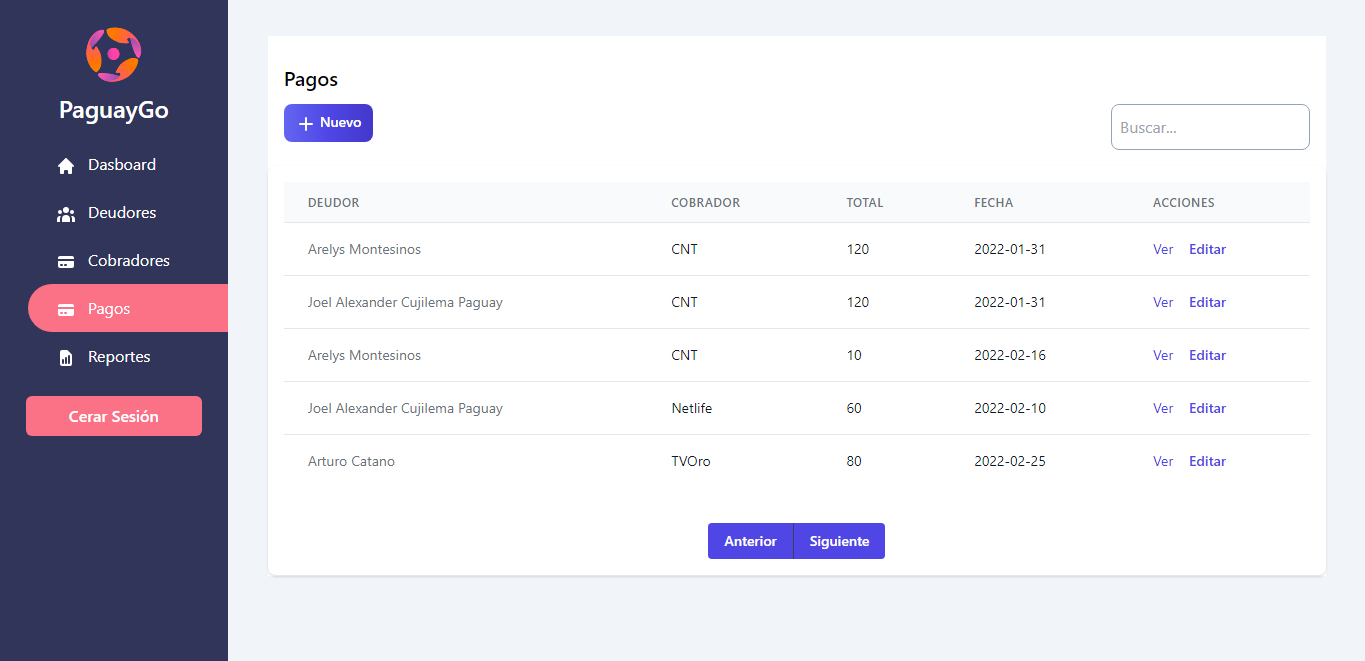 PaguayGo
Dasboard
Deudores
Cobradores
Pagos
Reportes
Cerar Sesión
Pagos
Nuevo
Buscar...
DEUDOR COBRADOR TOTAL FECHA ACCIONES
Arelys Montesinos CNT 120 2022-01-31 Ver Editar
Joel Alexander Cujilema Paguay CNT 120 2022-01-31 Ver Editar
Arelys Montesinos CNT 10 2022-02-16 Ver Editar
Joel Alexander Cujilema Paguay Netlife 60 2022-02-10 Ver Editar
Arturo Catano TVOro 80 2022-02-25 Ver Editar
Anterior Siguiente